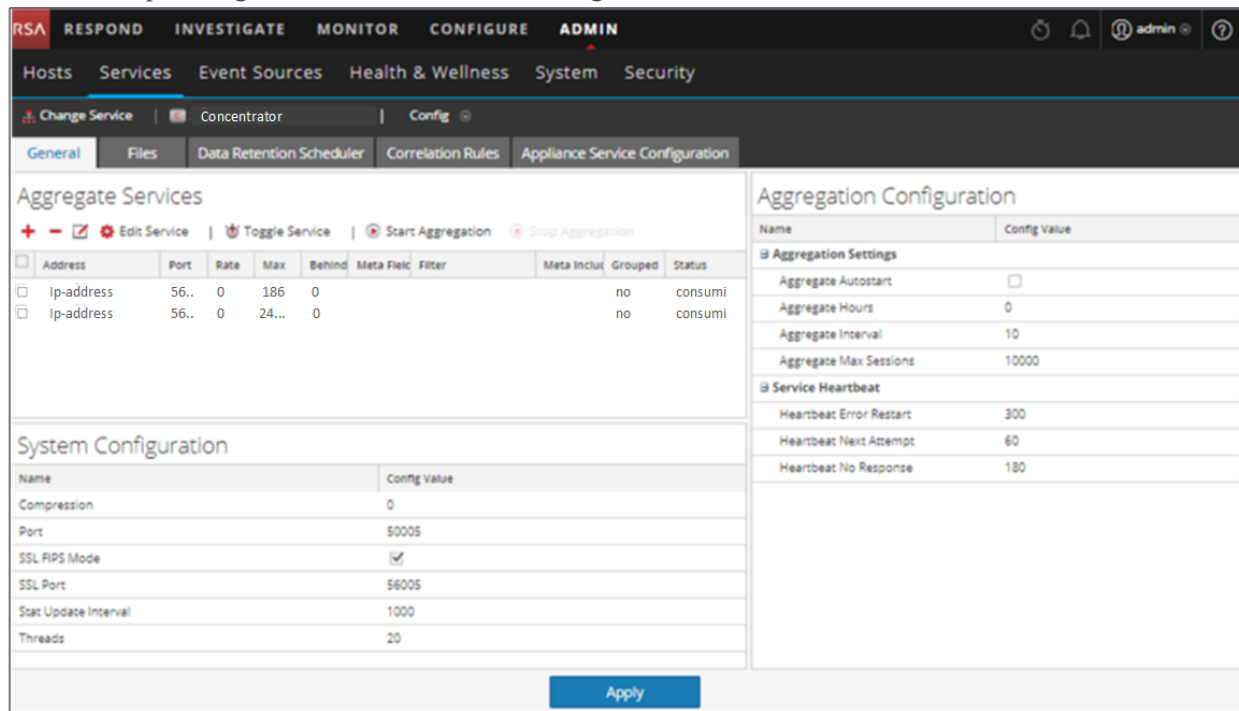 RSA RESPOND INVESTIGATE MONITOR CONFIGURE ADMIN admin ?
Hosts Services Event Sources Health & Wellness System Security
Change Service | Concentrator | Config
General Files Data Retention Scheduler Correlation Rules Appliance Service Configuration
Aggregate Services
+ - Edit Service | Toggle Service | Start Aggregation Stop Aggregation
Address Port Rate Max Behind Meta Fielc Filter Meta Includ Grouped Status
Ip-address 56.. 0 186 0 no consumi
Ip-address 56.. 0 24... 0 no consumi
System Configuration
Name Config Value
Compression 0
Port 50005
SSL FIPS Mode
SSL Port 56005
Stat Update Interval 1000
Threads 20
Aggregation Configuration
Name Config Value
Aggregation Settings
Aggregate Autostart
Aggregate Hours 0
Aggregate Interval 10
Aggregate Max Sessions 10000
Service Heartbeat
Heartbeat Error Restart 300
Heartbeat Next Attempt 60
Heartbeat No Response 180
Apply